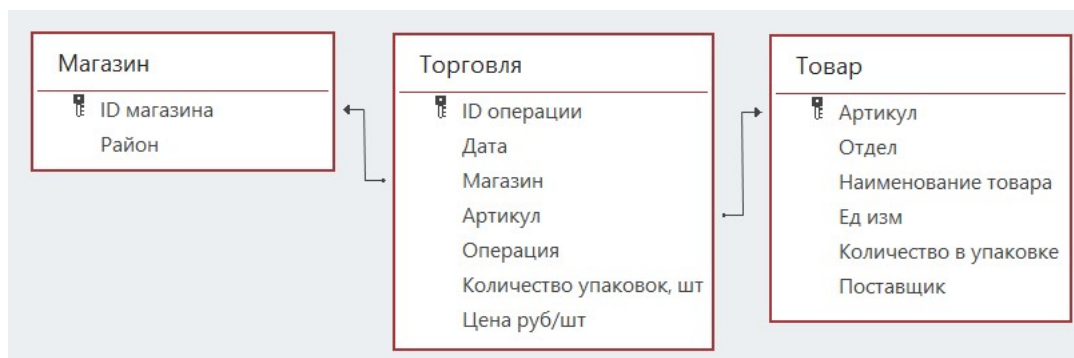 Магазин
ID магазина
Район
Торговля
ID операции
Дата
Магазин
Артикул
Операция
Количество упаковок, шт
Цена руб/шт
Товар
Артикул
Отдел
Наименование товара
Ед изм
Количество в упаковке
Поставщик